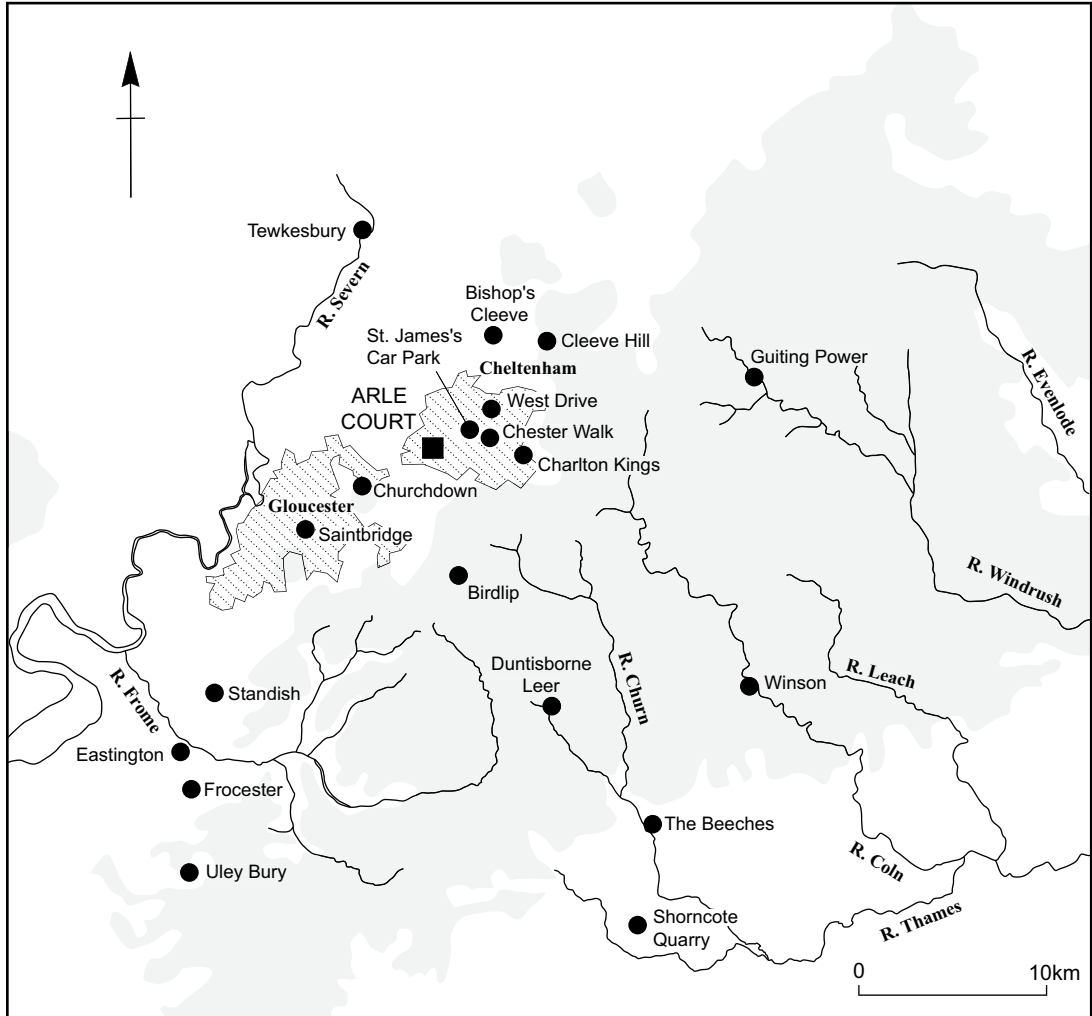 Tewkesbury
R. Severn
Bishop's
Cleeve
St. James's
Car Park
Cleeve Hill
Cheltenham
Guiting Power
R. Evenlode
ARLE
COURT
West Drive
Chester Walk
Charlton Kings
Churchdown
Gloucester
Saintbridge
Birdlip
R. Windrush
R. Frome
Standish
Duntisborne
Leer
R. Churn
Winson
R. Leach
Eastington
Frocester
The Beeches
Uley Bury
R. Coln
Shorncote
Quarry
R. Thames
0 10km